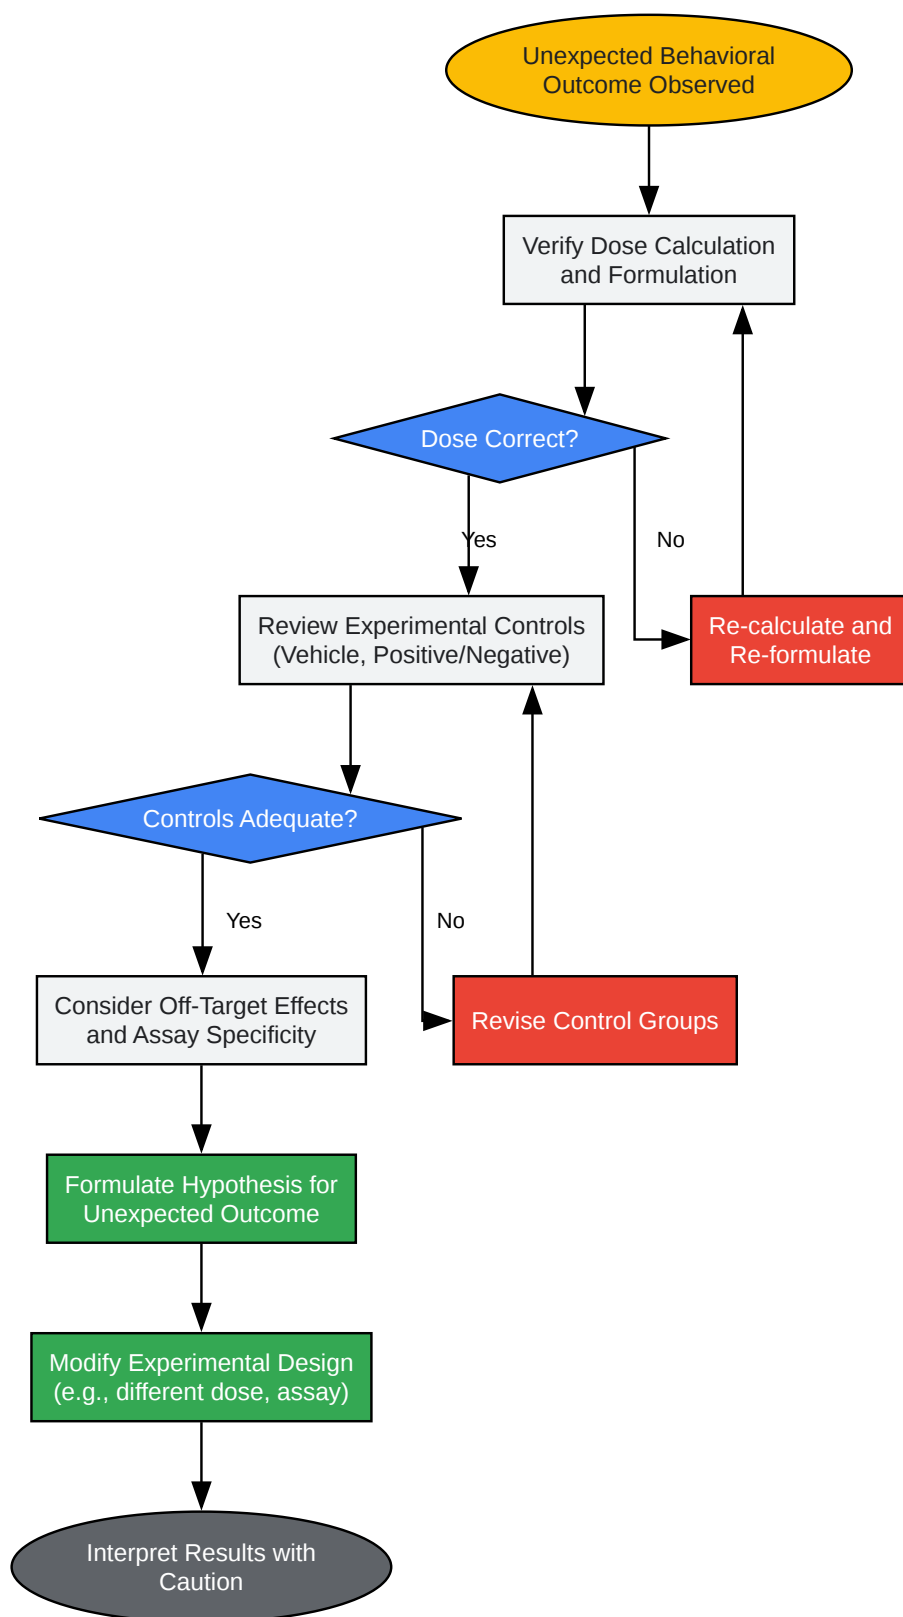 Unexpected Behavioral
Outcome Observed
Verify Dose Calculation
and Formulation
Dose Correct?
Yes
No
Review Experimental Controls
(Vehicle, Positive/Negative)
Re-calculate and
Re-formulate
Controls Adequate?
Yes
No
Consider Off-Target Effects
and Assay Specificity
Revise Control Groups
Formulate Hypothesis for
Unexpected Outcome
Modify Experimental Design
(e.g., different dose, assay)
Interpret Results with
Caution